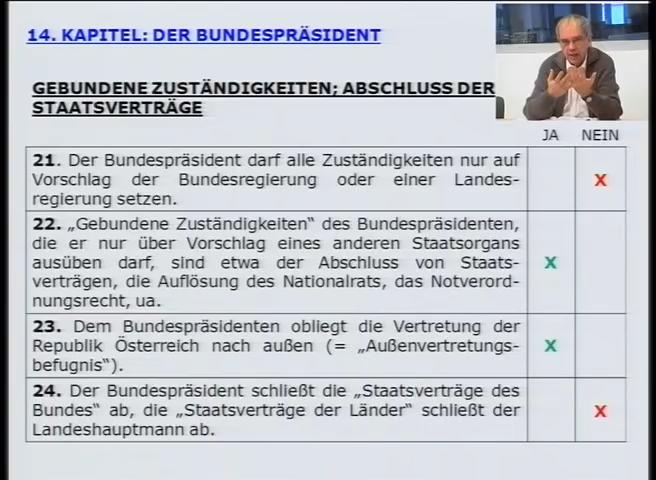 14. KAPITEL: DER BUNDESPRÄSIDENT
GEBUNDENE ZUSTÄNDIGKEITEN; ABSCHLUSS DER
STAATSVERTRÄGE
JA NEIN
21. Der Bundespräsident darf alle Zuständigkeiten nur auf
Vorschlag der Bundesregierung oder einer Landes-
regierung setzen.
X
22. „Gebundene Zuständigkeiten“ des Bundespräsidenten,
die er nur über Vorschlag eines anderen Staatsorgans
ausüben darf, sind etwa der Abschluss von Staats-
verträgen, die Auflösung des Nationalrats, das Notverord-
nungsrecht, ua.
X
23. Dem Bundespräsidenten obliegt die Vertretung der
Republik Österreich nach außen (= „Außenvertretungs-
befugnis“).
X
24. Der Bundespräsident schließt die „Staatsverträge des
Bundes“ ab, die „Staatsverträge der Länder“ schließt der
Landeshauptmann ab.
X